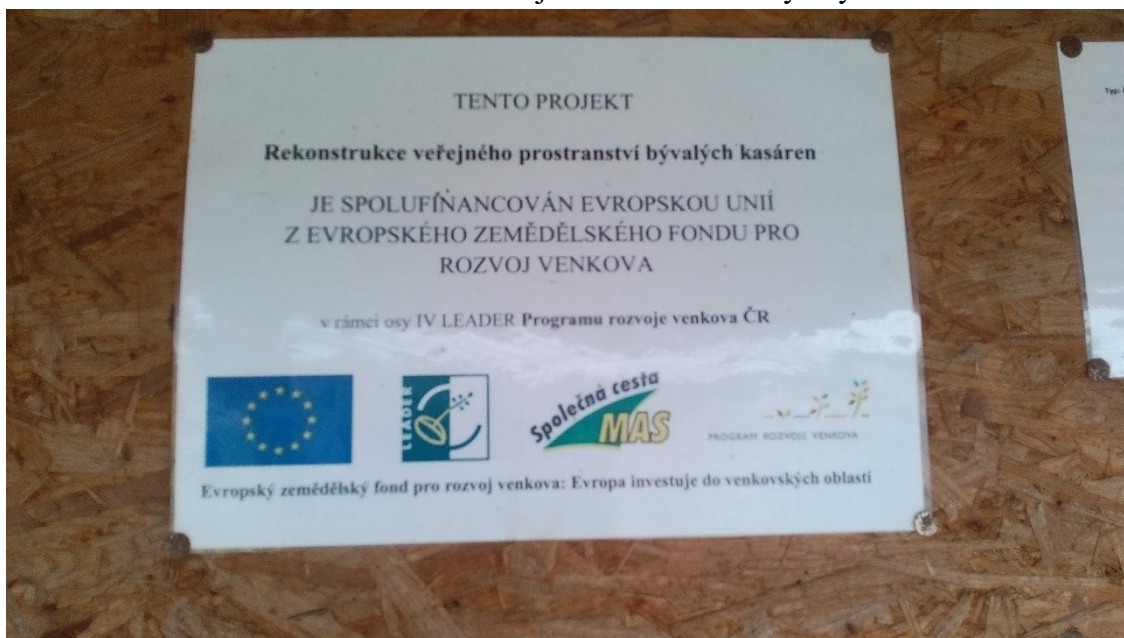 TENTO PROJEKT
Rekonstrukce veřejného prostranství bývalých kasáren
JE SPOLUFINANCOVÁN EVROPSKOU UNIÍ
Z EVROPSKÉHO ZEMĚDĚLSKÉHO FONDU PRO
ROZVOJ VENKOVA
v rámci osy IV LEADER Programu rozvoje venkova ČR
LEADER
Společná cesta
MAS
PROGRAM ROZVOJE VENKOVA
Evropský zemědělský fond pro rozvoj venkova: Evropa investuje do venkovských oblastí
Typ: